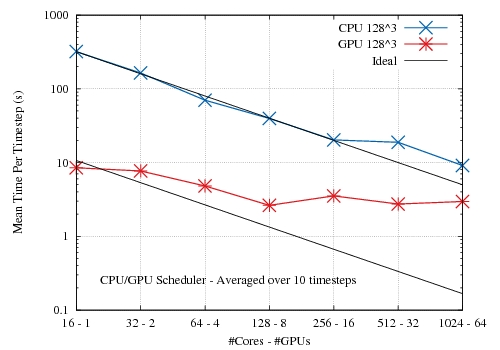 1000
100
10
1
0.1
Mean Time Per Timestep (s)
CPU 128^3
GPU 128^3
Ideal
CPU/GPU Scheduler - Averaged over 10 timesteps
16 - 1 32 - 2 64 - 4 128 - 8 256 - 16 512 - 32 1024 - 64
#Cores - #GPUs